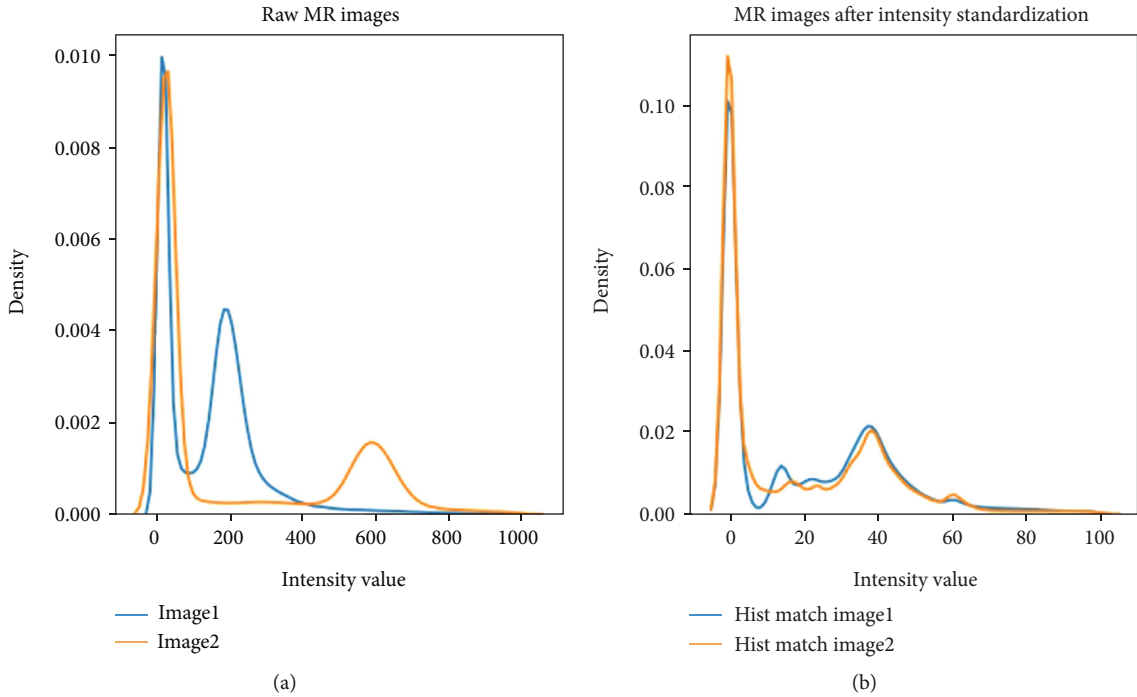 Raw MR images
0.010
0.008
0.006
0.004
0.002
0.000
Density
0 200 400 600 800 1000
Intensity value
Image1
Image2
(a)
MR images after intensity standardization
0.10
0.08
0.06
0.04
0.02
0.00
Density
0 20 40 60 80 100
Intensity value
Hist match image1
Hist match image2
(b)